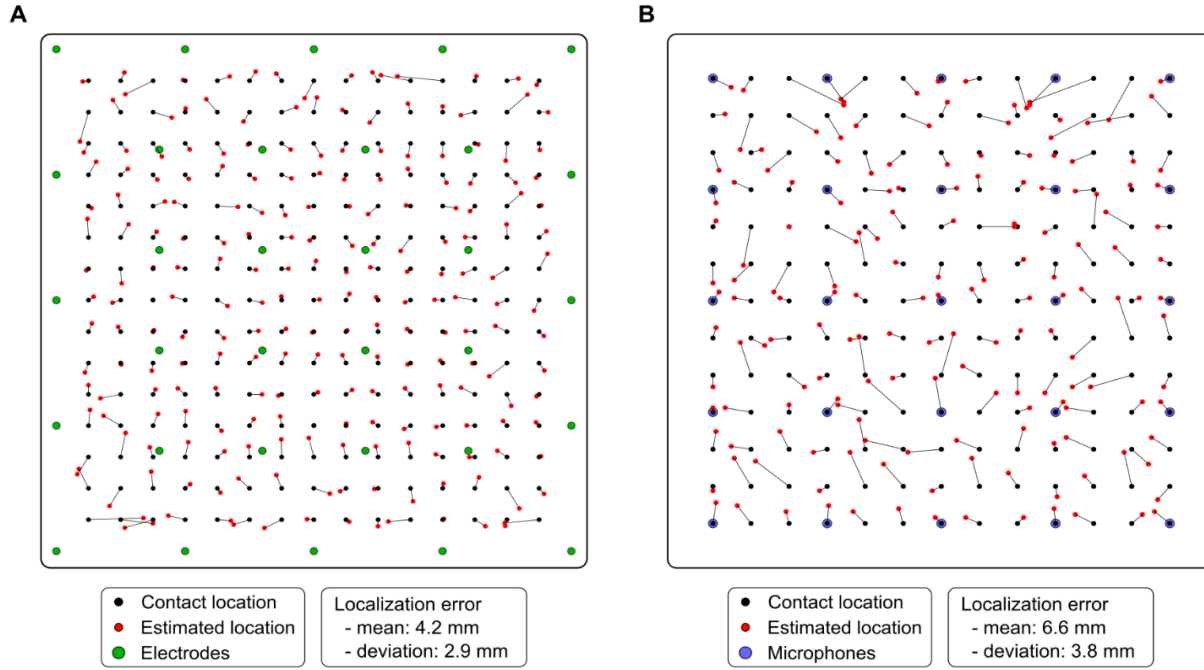 A
B
Contact location
Estimated location
Electrodes
Localization error
- mean: 4.2 mm
- deviation: 2.9 mm
Contact location
Estimated location
Microphones
Localization error
- mean: 6.6 mm
- deviation: 3.8 mm